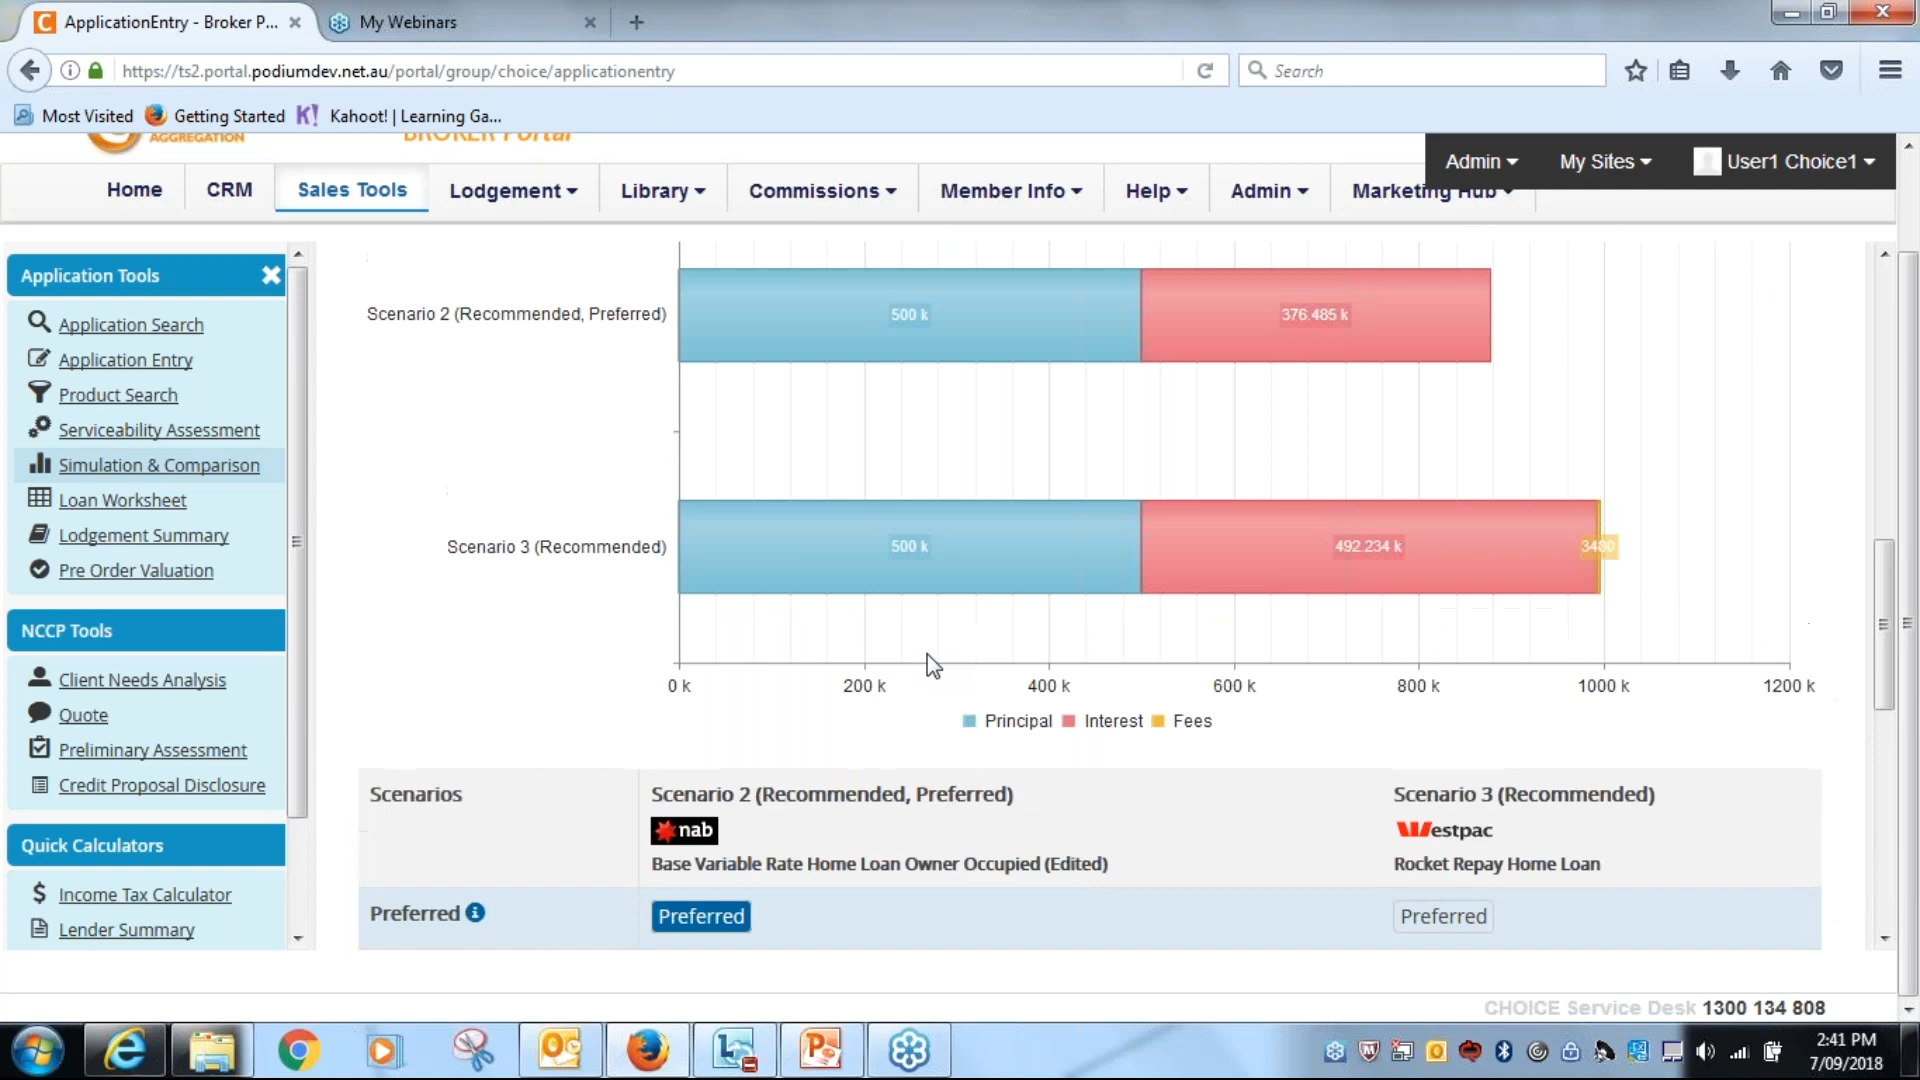 ApplicationEntry - Broker P...
My Webinars
https://ts2.portal.podiumdev.net.au/portal/group/choice/applicationentry
Search
Most Visited
Getting Started
K! Kahoot! | Learning Ga...
AGGREGATION
BROKER Portal
Admin
My Sites
User1 Choice1
Home
CRM
Sales Tools
Lodgement
Library
Commissions
Member Info
Help
Admin
Marketing Hub
Application Tools
Application Search
Application Entry
Product Search
Serviceability Assessment
Simulation & Comparison
Loan Worksheet
Lodgement Summary
Pre Order Valuation
NCCP Tools
Client Needs Analysis
Quote
Preliminary Assessment
Credit Proposal Disclosure
Quick Calculators
Income Tax Calculator
Lender Summary
Scenario 2 (Recommended, Preferred)
500 k
376.485 k
Scenario 3 (Recommended)
500 k
492.234 k
3480
0 k
200 k
400 k
600 k
800 k
1000 k
1200 k
Principal
Interest
Fees
Scenarios
Scenario 2 (Recommended, Preferred)
nab
Base Variable Rate Home Loan Owner Occupied (Edited)
Scenario 3 (Recommended)
Westpac
Rocket Repay Home Loan
Preferred
Preferred
Preferred
CHOICE Service Desk 1300 134 808
2:41 PM
7/09/2018